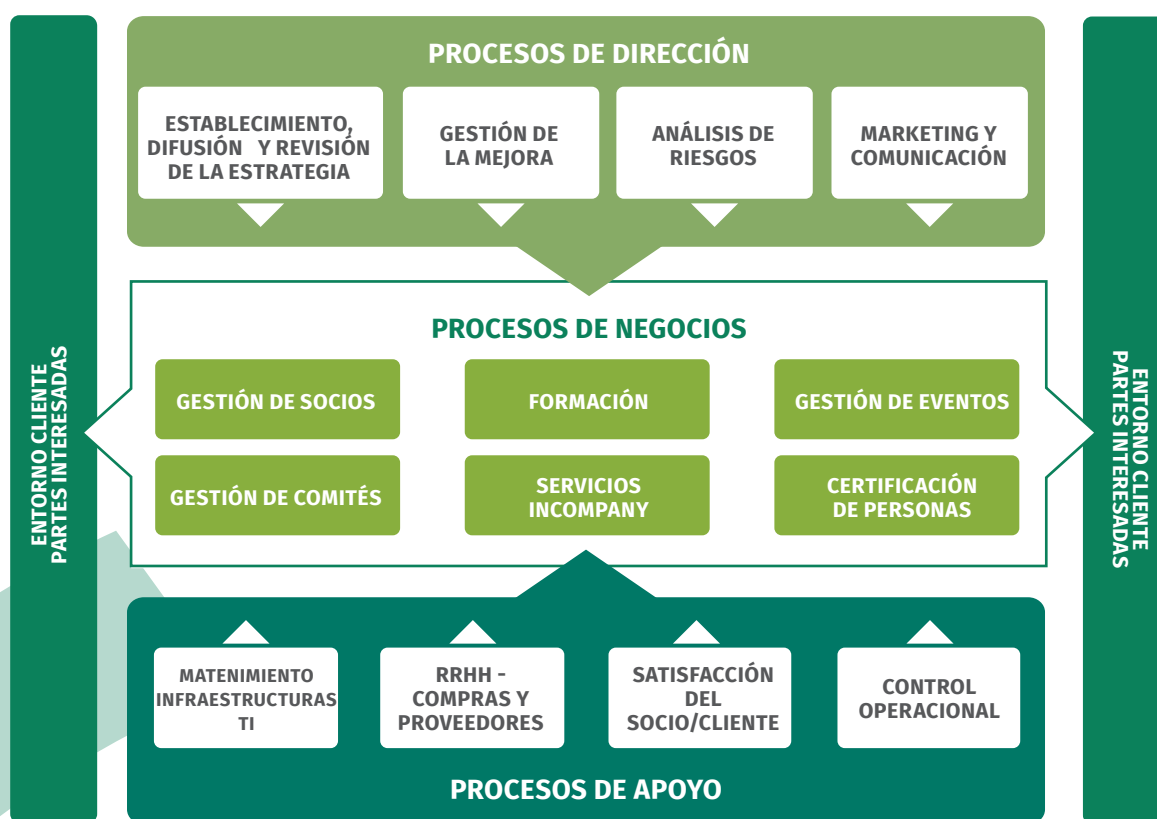 PROCESOS DE DIRECCIÓN
ESTABLECIMIENTO,
DIFUSIÓN Y REVISIÓN
DE LA ESTRATEGIA
GESTIÓN DE
LA MEJORA
ANÁLISIS DE
RIESGOS
MARKETING Y
COMUNICACIÓN
ENTORNO CLIENTE
PARTES INTERESADAS
PROCESOS DE NEGOCIOS
GESTIÓN DE SOCIOS
FORMACIÓN
GESTIÓN DE EVENTOS
GESTIÓN DE COMITÉS
SERVICIOS
INCOMPANY
CERTIFICACIÓN
DE PERSONAS
ENTORNO CLIENTE
PARTES INTERESADAS
MATENIMIENTO
INFRAESTRUCTURAS
TI
RRHH -
COMPRAS Y
PROVEEDORES
SATISFACCIÓN
DEL
SOCIO/CLIENTE
CONTROL
OPERACIONAL
PROCESOS DE APOYO